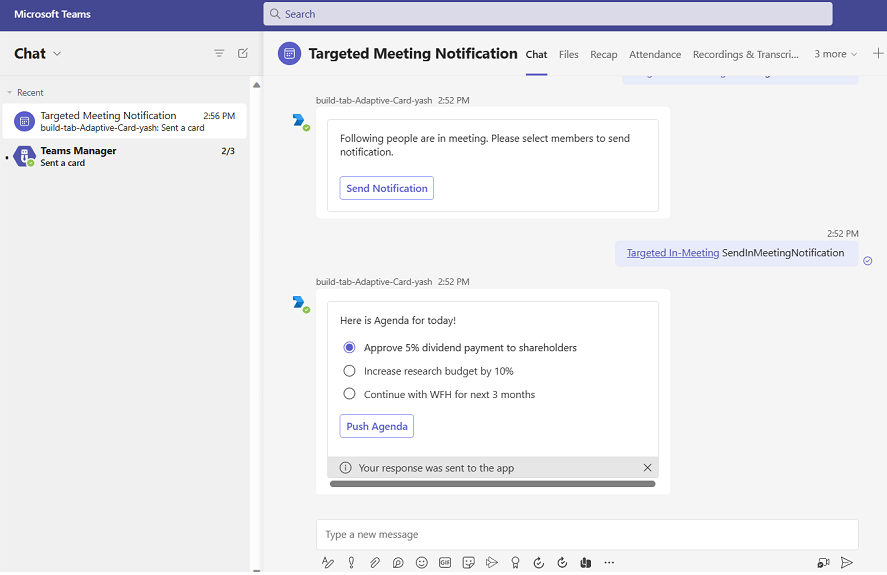 Microsoft Teams
Search
Chat
Targeted Meeting Notification
Chat
Files
Recap
Attendance
Recordings & Transcri...
3 more
Recent
Targeted Meeting Notification 2:56 PM
build-tab-Adaptive-Card-yash: Sent a card
Teams Manager 2/3
Sent a card
build-tab-Adaptive-Card-yash 2:52 PM
Following people are in meeting. Please select members to send
notification.
Send Notification
2:52 PM
Targeted In-Meeting SendInMeetingNotification
build-tab-Adaptive-Card-yash 2:52 PM
Here is Agenda for today!
Approve 5% dividend payment to shareholders
Increase research budget by 10%
Continue with WFH for next 3 months
Push Agenda
Your response was sent to the app
Type a new message
GIF